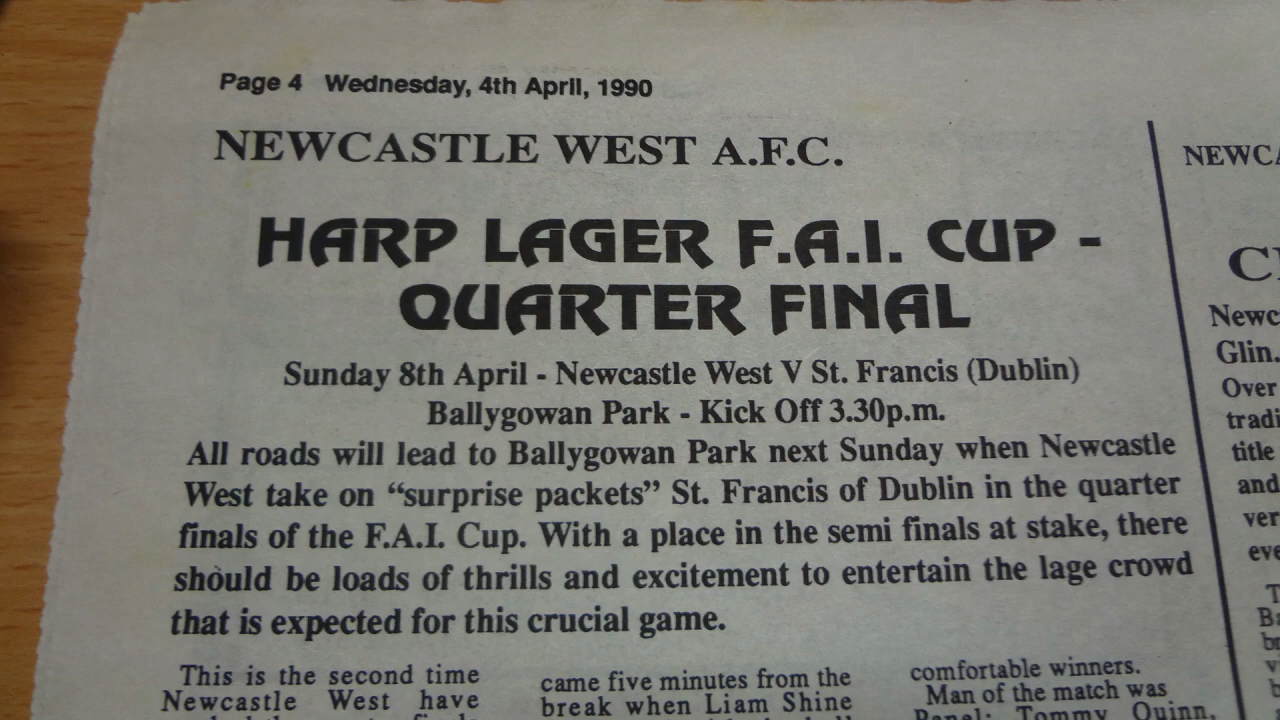 Page 4 Wednesday, 4th April, 1990
NEWCASTLE WEST A.F.C.
HARP LAGER F.A.I. CUP -
QUARTER FINAL
Sunday 8th April - Newcastle West V St. Francis (Dublin)
Ballygowan Park - Kick Off 3.30p.m.
All roads will lead to Ballygowan Park next Sunday when Newcastle
West take on “surprise packets” St. Francis of Dublin in the quarter
finals of the F.A.I. Cup. With a place in the semi finals at stake, there
should be loads of thrills and excitement to entertain the lage crowd
that is expected for this crucial game.
This is the second time
Newcastle West have
came five minutes from the
break when Liam Shine
comfortable winners.
Man of the match was
Panel: Tommy Quinn,
NEWCA
Newc
Glin.
Over
tradi
title
and
ver
eve